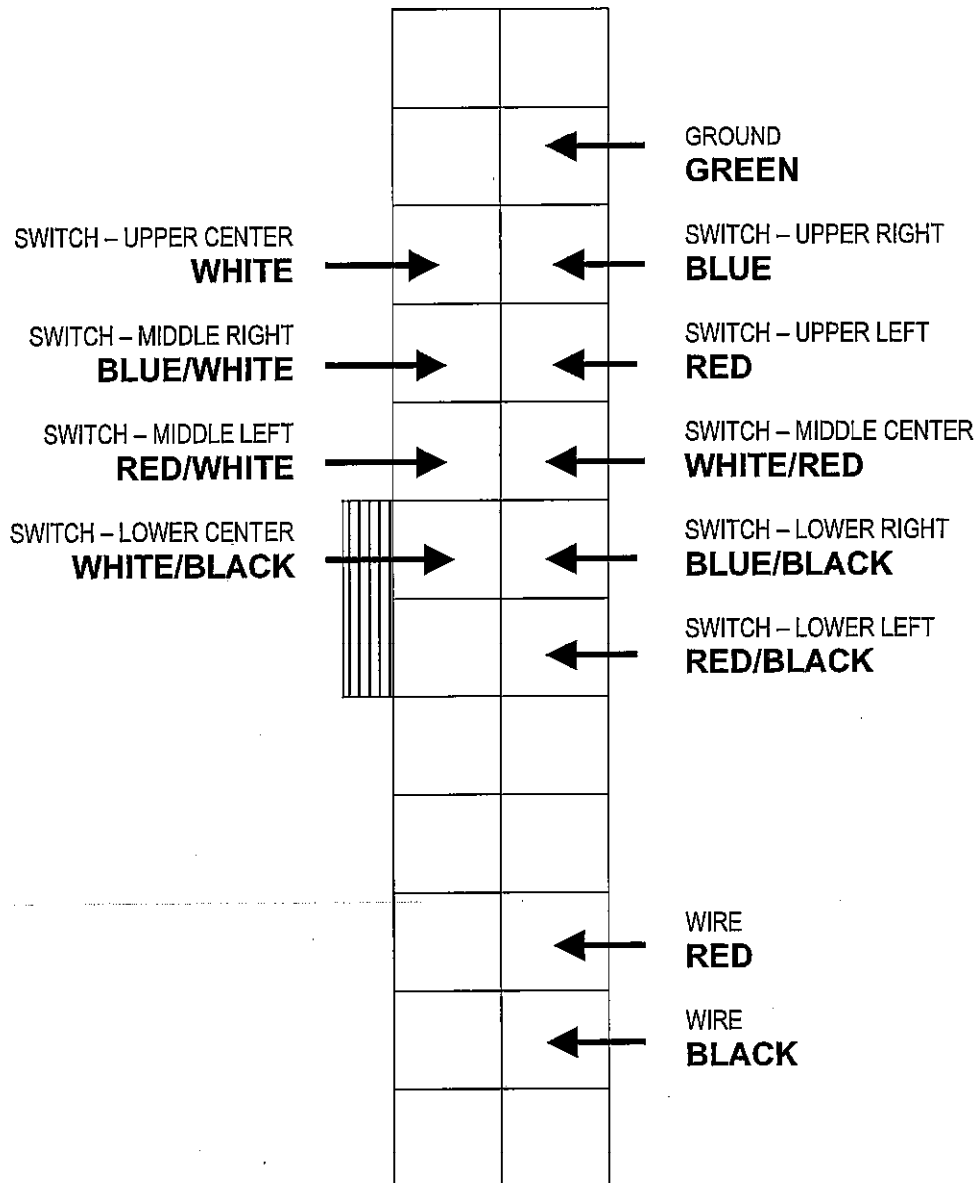 GROUND
GREEN
SWITCH – UPPER CENTER
WHITE
SWITCH – UPPER RIGHT
BLUE
SWITCH – MIDDLE RIGHT
BLUE/WHITE
SWITCH – UPPER LEFT
RED
SWITCH – MIDDLE LEFT
RED/WHITE
SWITCH – MIDDLE CENTER
WHITE/RED
SWITCH – LOWER CENTER
WHITE/BLACK
SWITCH – LOWER RIGHT
BLUE/BLACK
SWITCH – LOWER LEFT
RED/BLACK
WIRE
RED
WIRE
BLACK